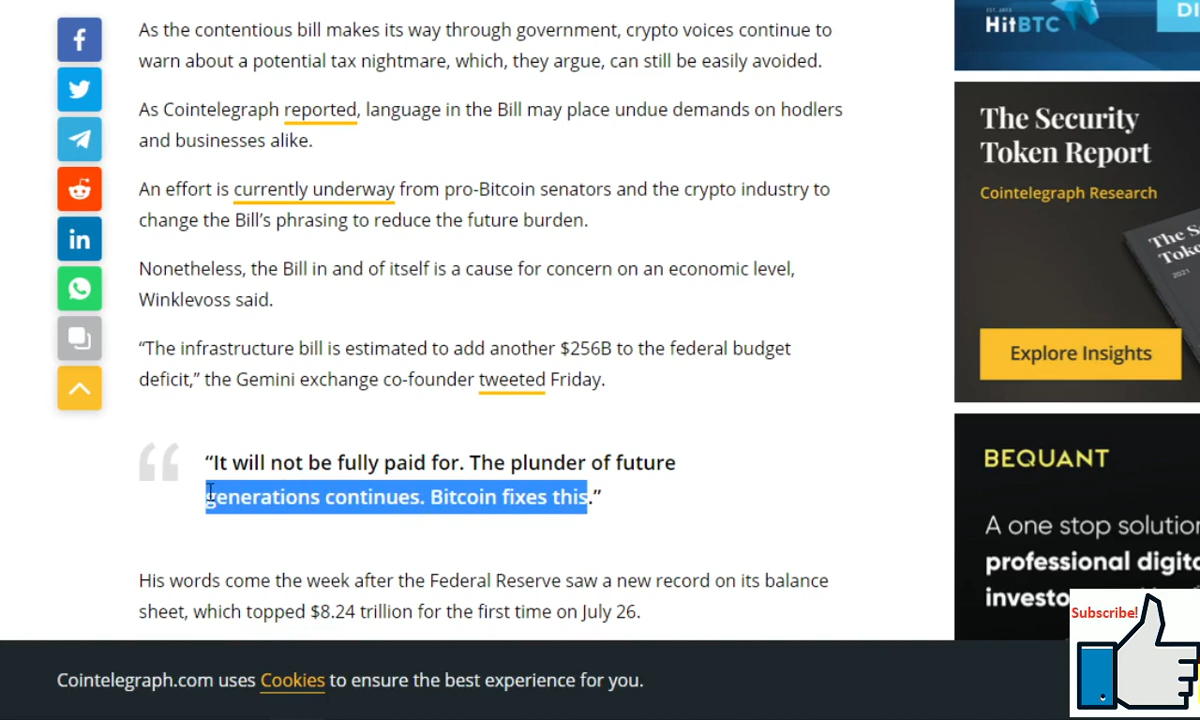 As the contentious bill makes its way through government, crypto voices continue to
warn about a potential tax nightmare, which, they argue, can still be easily avoided.
As Cointelegraph reported, language in the Bill may place undue demands on hodlers
and businesses alike.
An effort is currently underway from pro-Bitcoin senators and the crypto industry to
change the Bill’s phrasing to reduce the future burden.
Nonetheless, the Bill in and of itself is a cause for concern on an economic level,
Winklevoss said.
“The infrastructure bill is estimated to add another $256B to the federal budget
deficit,” the Gemini exchange co-founder tweeted Friday.
“It will not be fully paid for. The plunder of future
generations continues. Bitcoin fixes this.”
His words come the week after the Federal Reserve saw a new record on its balance
sheet, which topped $8.24 trillion for the first time on July 26.
Cointelegraph.com uses Cookies to ensure the best experience for you.
EST. 2013
HitBTC
DI
The Security
Token Report
Cointelegraph Research
The S
Toke
2021
Explore Insights
BEQUANT
A one stop solution
professional digit
investo
Subscribe!